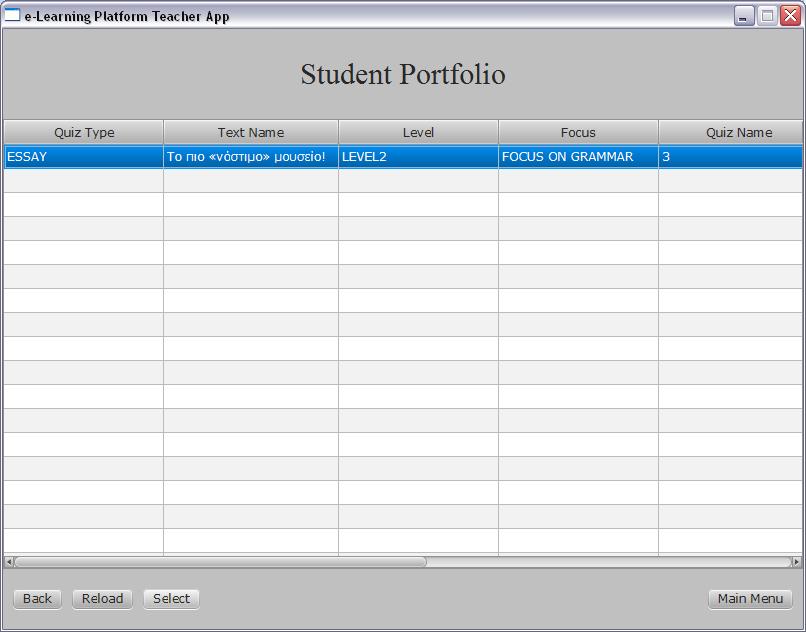 e-Learning Platform Teacher App
Student Portfolio
Quiz Type Text Name Level Focus Quiz Name
ESSAY Το πιο «νόστιμο» μουσείο! LEVEL2 FOCUS ON GRAMMAR 3
Back Reload Select Main Menu